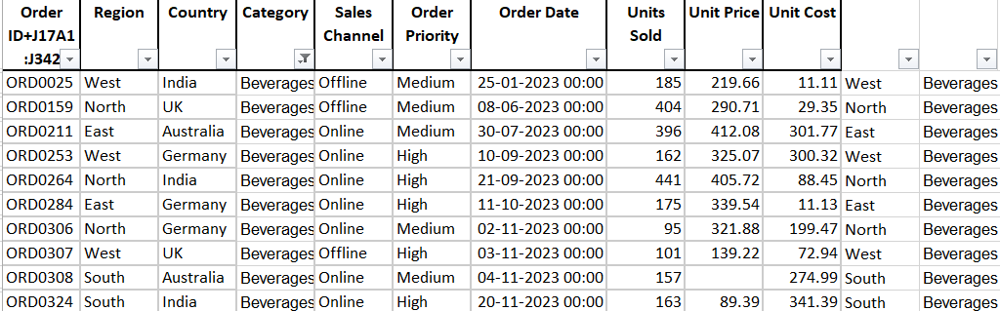 Order ID+J17A1:J342 Region Country Category Sales Channel Order Priority Order Date Units Sold Unit Price Unit Cost
ORD0025 West India Beverages Offline Medium 25-01-2023 00:00 185 219.66 11.11 West Beverages
ORD0159 North UK Beverages Offline Medium 08-06-2023 00:00 404 290.71 29.35 North Beverages
ORD0211 East Australia Beverages Online Medium 30-07-2023 00:00 396 412.08 301.77 East Beverages
ORD0253 West Germany Beverages Online High 10-09-2023 00:00 162 325.07 300.32 West Beverages
ORD0264 North India Beverages Online High 21-09-2023 00:00 441 405.72 88.45 North Beverages
ORD0284 East Germany Beverages Online High 11-10-2023 00:00 175 339.54 11.13 East Beverages
ORD0306 North Germany Beverages Online Medium 02-11-2023 00:00 95 321.88 199.47 North Beverages
ORD0307 West UK Beverages Offline High 03-11-2023 00:00 101 139.22 72.94 West Beverages
ORD0308 South Australia Beverages Online Medium 04-11-2023 00:00 157 274.99 South Beverages
ORD0324 South India Beverages Online High 20-11-2023 00:00 163 89.39 341.39 South Beverages